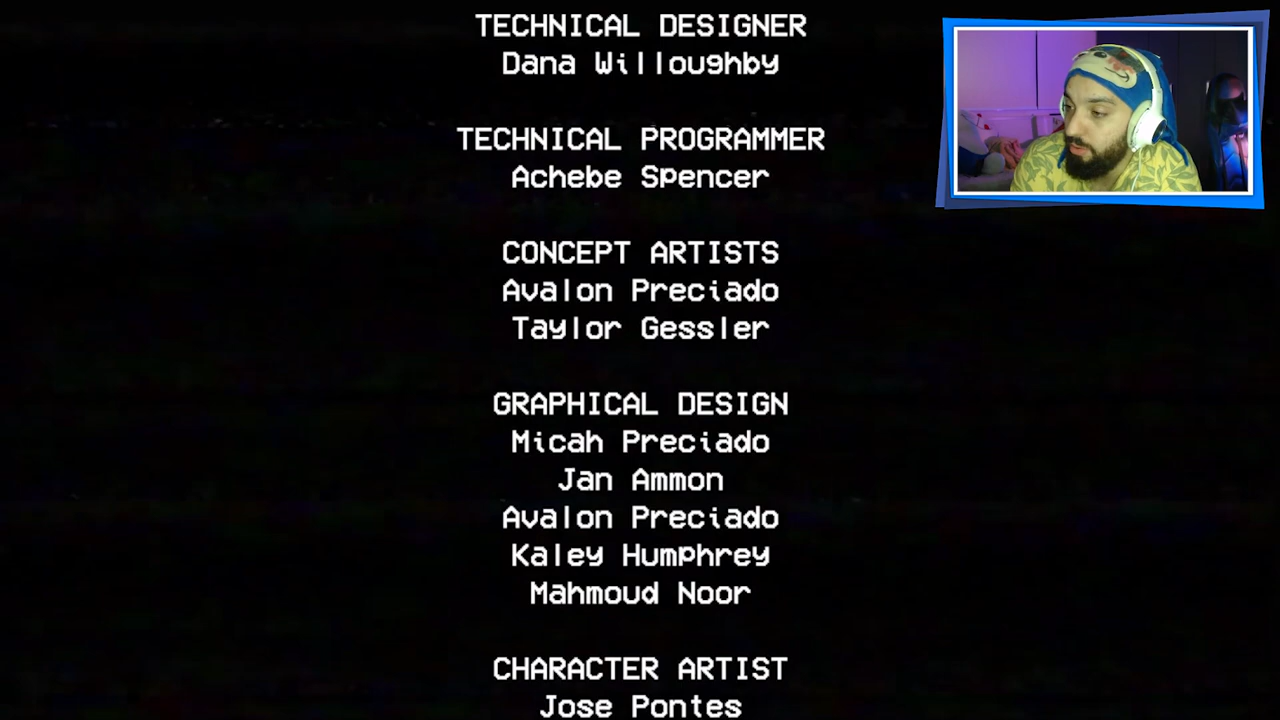 TECHNICAL DESIGNER
Dana Willoughby
TECHNICAL PROGRAMMER
Achebe Spencer
CONCEPT ARTISTS
Avalon Preciado
Taylor Gessler
GRAPHICAL DESIGN
Micah Preciado
Jan Ammon
Avalon Preciado
Kaley Humphrey
Mahmoud Noor
CHARACTER ARTIST
Jose Pontes